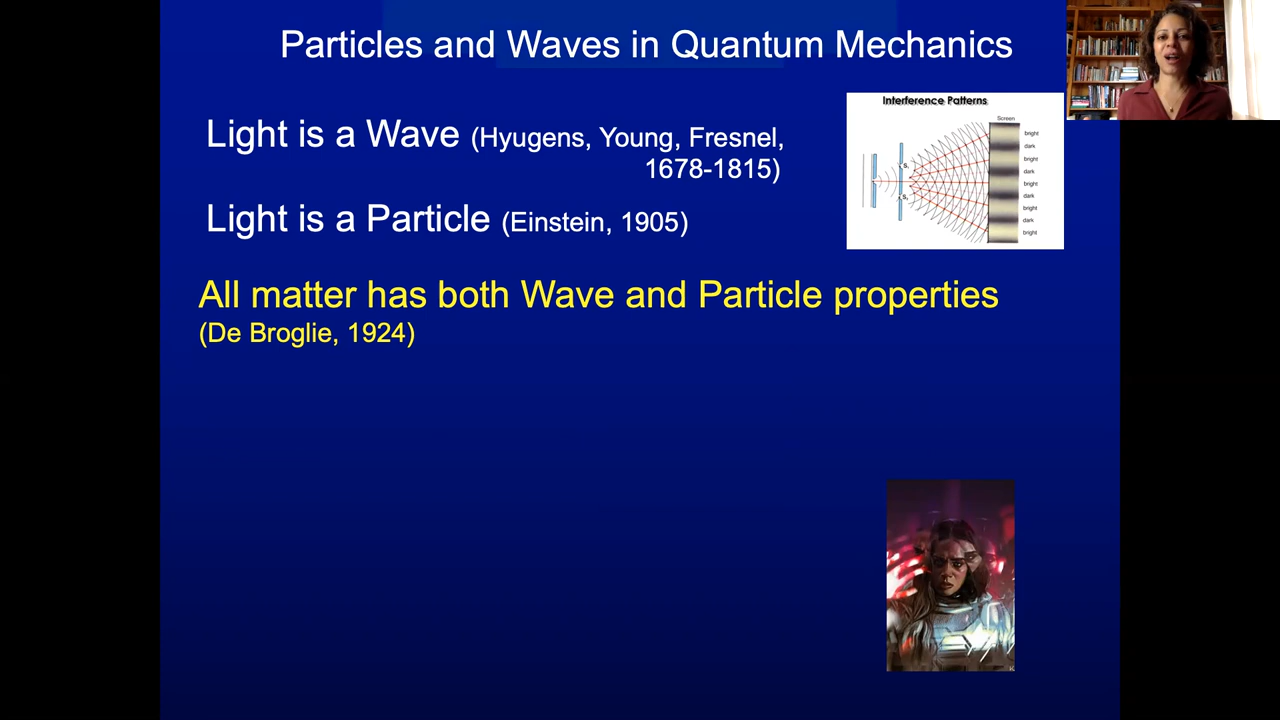 Particles and Waves in Quantum Mechanics
Light is a Wave (Hyugens, Young, Fresnel,
1678-1815)
Light is a Particle (Einstein, 1905)
All matter has both Wave and Particle properties
(De Broglie, 1924)
Interference Patterns
Screen
bright
dark
bright
dark
bright
dark
bright
dark
bright
S₁
S₂